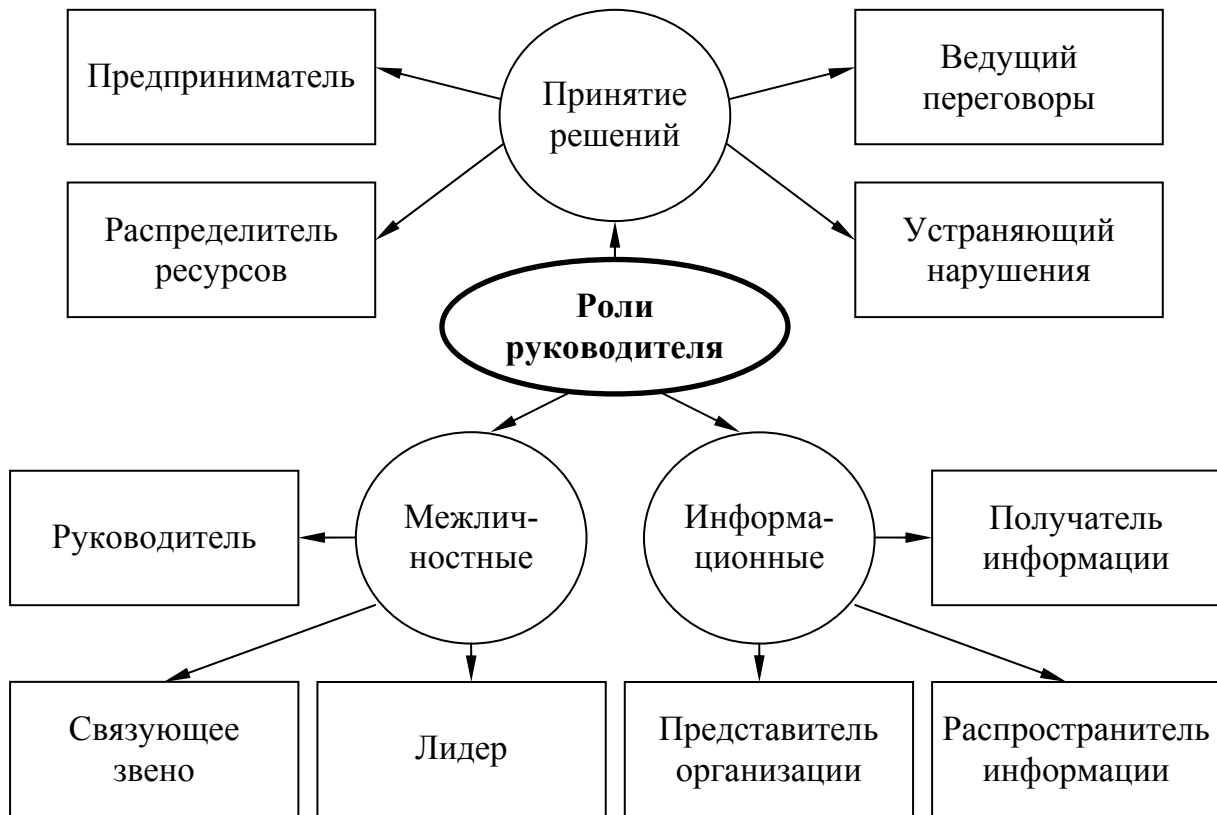 Предприниматель
Принятие
решений
Ведущий
переговоры
Распределитель
ресурсов
Устраняющий
нарушения
Роли
руководителя
Руководитель
Межлич-
ностные
Информа-
ционные
Получатель
информации
Связующее
звено
Лидер
Представитель
организации
Распространитель
информации